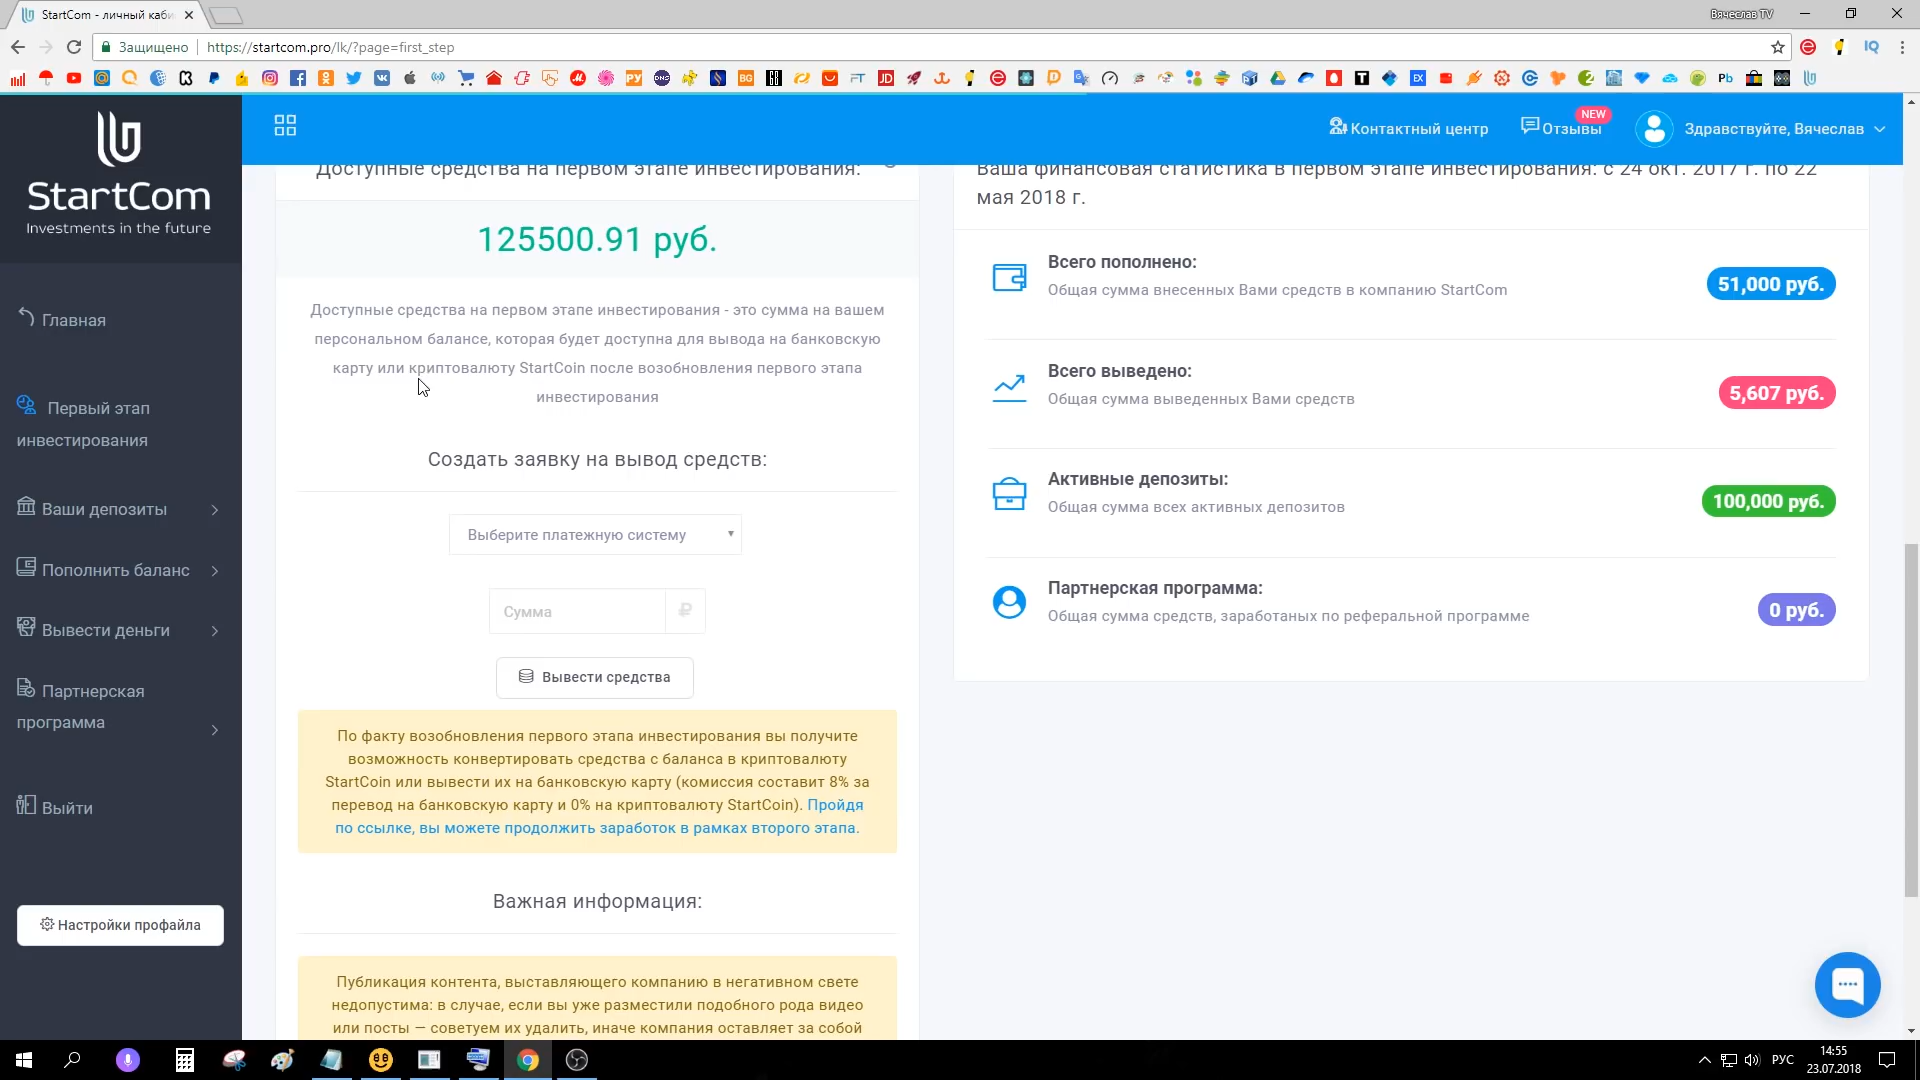 StartCom - личный каби
Вячеслав TV
Защищено
https://startcom.pro/lk/?page=first_step
StartCom
Investments in the future
Контактный центр
Отзывы
NEW
Здравствуйте, Вячеслав
Главная
Первый этап
инвестирования
Ваши депозиты
Пополнить баланс
Вывести деньги
Партнерская
программа
Выйти
Настройки профайла
Доступные средства на первом этапе инвестирования:
125500.91 руб.
Доступные средства на первом этапе инвестирования - это сумма на вашем
персональном балансе, которая будет доступна для вывода на банковскую
карту или криптовалюту StartCoin после возобновления первого этапа
инвестирования
Создать заявку на вывод средств:
Выберите платежную систему
Сумма
Вывести средства
По факту возобновления первого этапа инвестирования вы получите
возможность конвертировать средства с баланса в криптовалюту
StartCoin или вывести их на банковскую карту (комиссия составит 8% за
перевод на банковскую карту и 0% на криптовалюту StartCoin). Пройдя
по ссылке, вы можете продолжить заработок в рамках второго этапа.
Важная информация:
Публикация контента, выставляющего компанию в негативном свете
недопустима: в случае, если вы уже разместили подобного рода видео
или посты — советуем их удалить, иначе компания оставляет за собой
Ваша финансовая статистика в первом этапе инвестирования: с 24 окт. 2017 г. по 22
мая 2018 г.
Всего пополнено:
Общая сумма внесенных Вами средств в компанию StartCom
51,000 руб.
Всего выведено:
Общая сумма выведенных Вами средств
5,607 руб.
Активные депозиты:
Общая сумма всех активных депозитов
100,000 руб.
Партнерская программа:
Общая сумма средств, заработаных по реферальной программе
0 руб.
РУС
14:55
23.07.2018